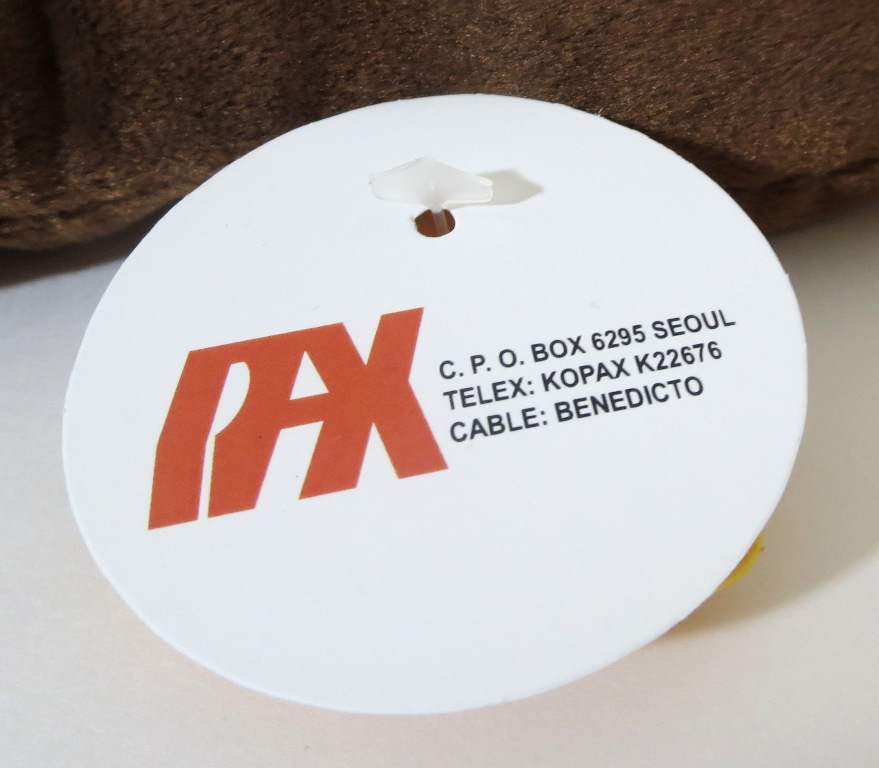 PAX
C. P. O. BOX 6295 SEOUL
TELEX: KOPAX K22676
CABLE: BENEDICTO